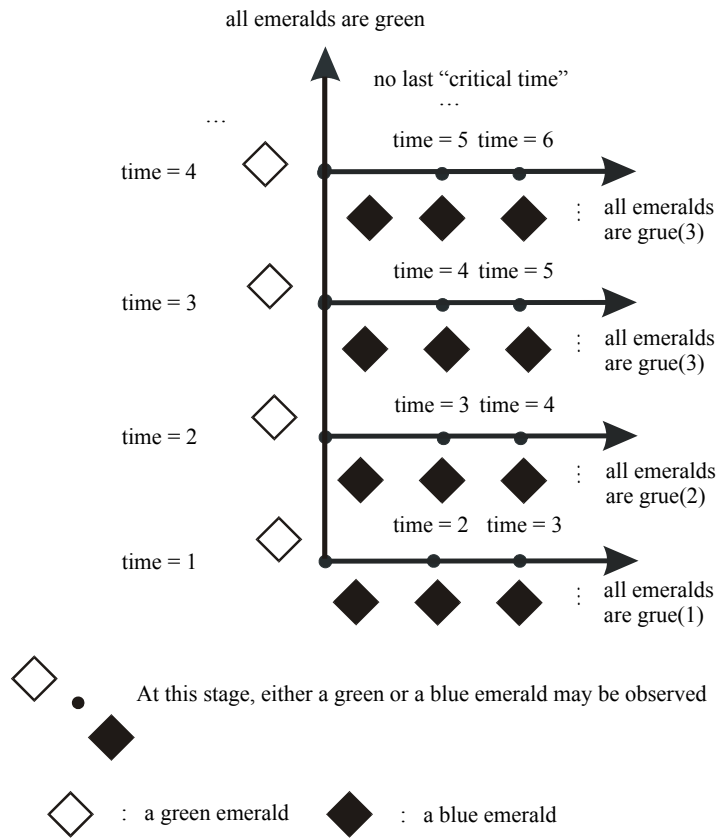 all emeralds are green
no last “critical time”
…
…
time = 5 time = 6
time = 4
⋮ all emeralds
are grue(3)
time = 4 time = 5
time = 3
⋮ all emeralds
are grue(3)
time = 3 time = 4
time = 2
⋮ all emeralds
are grue(2)
time = 2 time = 3
time = 1
⋮ all emeralds
are grue(1)
At this stage, either a green or a blue emerald may be observed
: a green emerald
: a blue emerald